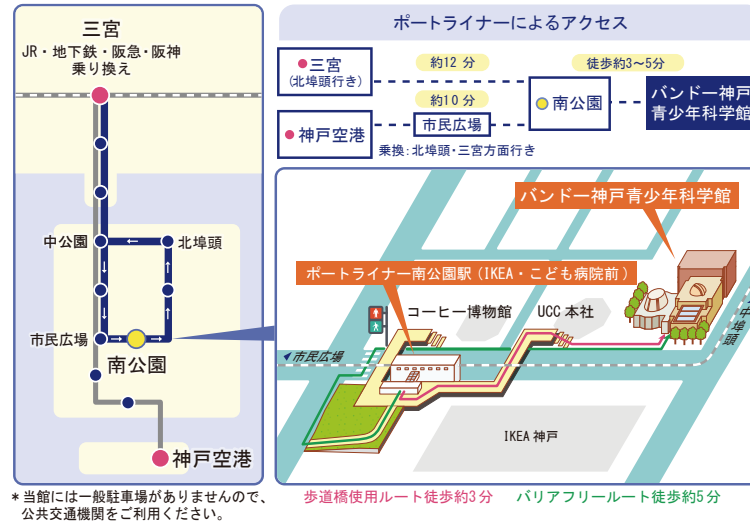 三宮
JR・地下鉄・阪急・阪神
乗り換え
中公園
北埠頭
市民広場
南公園
神戸空港
＊当館には一般駐車場がありませんので、
公共交通機関をご利用ください。
ポートライナーによるアクセス
三宮
(北埠頭行き)
約12 分
徒歩約3〜5分
南公園
バンドー神戸
青少年科学館
神戸空港
約10 分
市民広場
乗換：北埠頭・三宮方面行き
バンドー神戸青少年科学館
ポートライナー南公園駅（IKEA・こども病院前）
コーヒー博物館
UCC 本社
市民広場
中埠頭
IKEA 神戸
歩道橋使用ルート徒歩約3分
バリアフリールート徒歩約5分